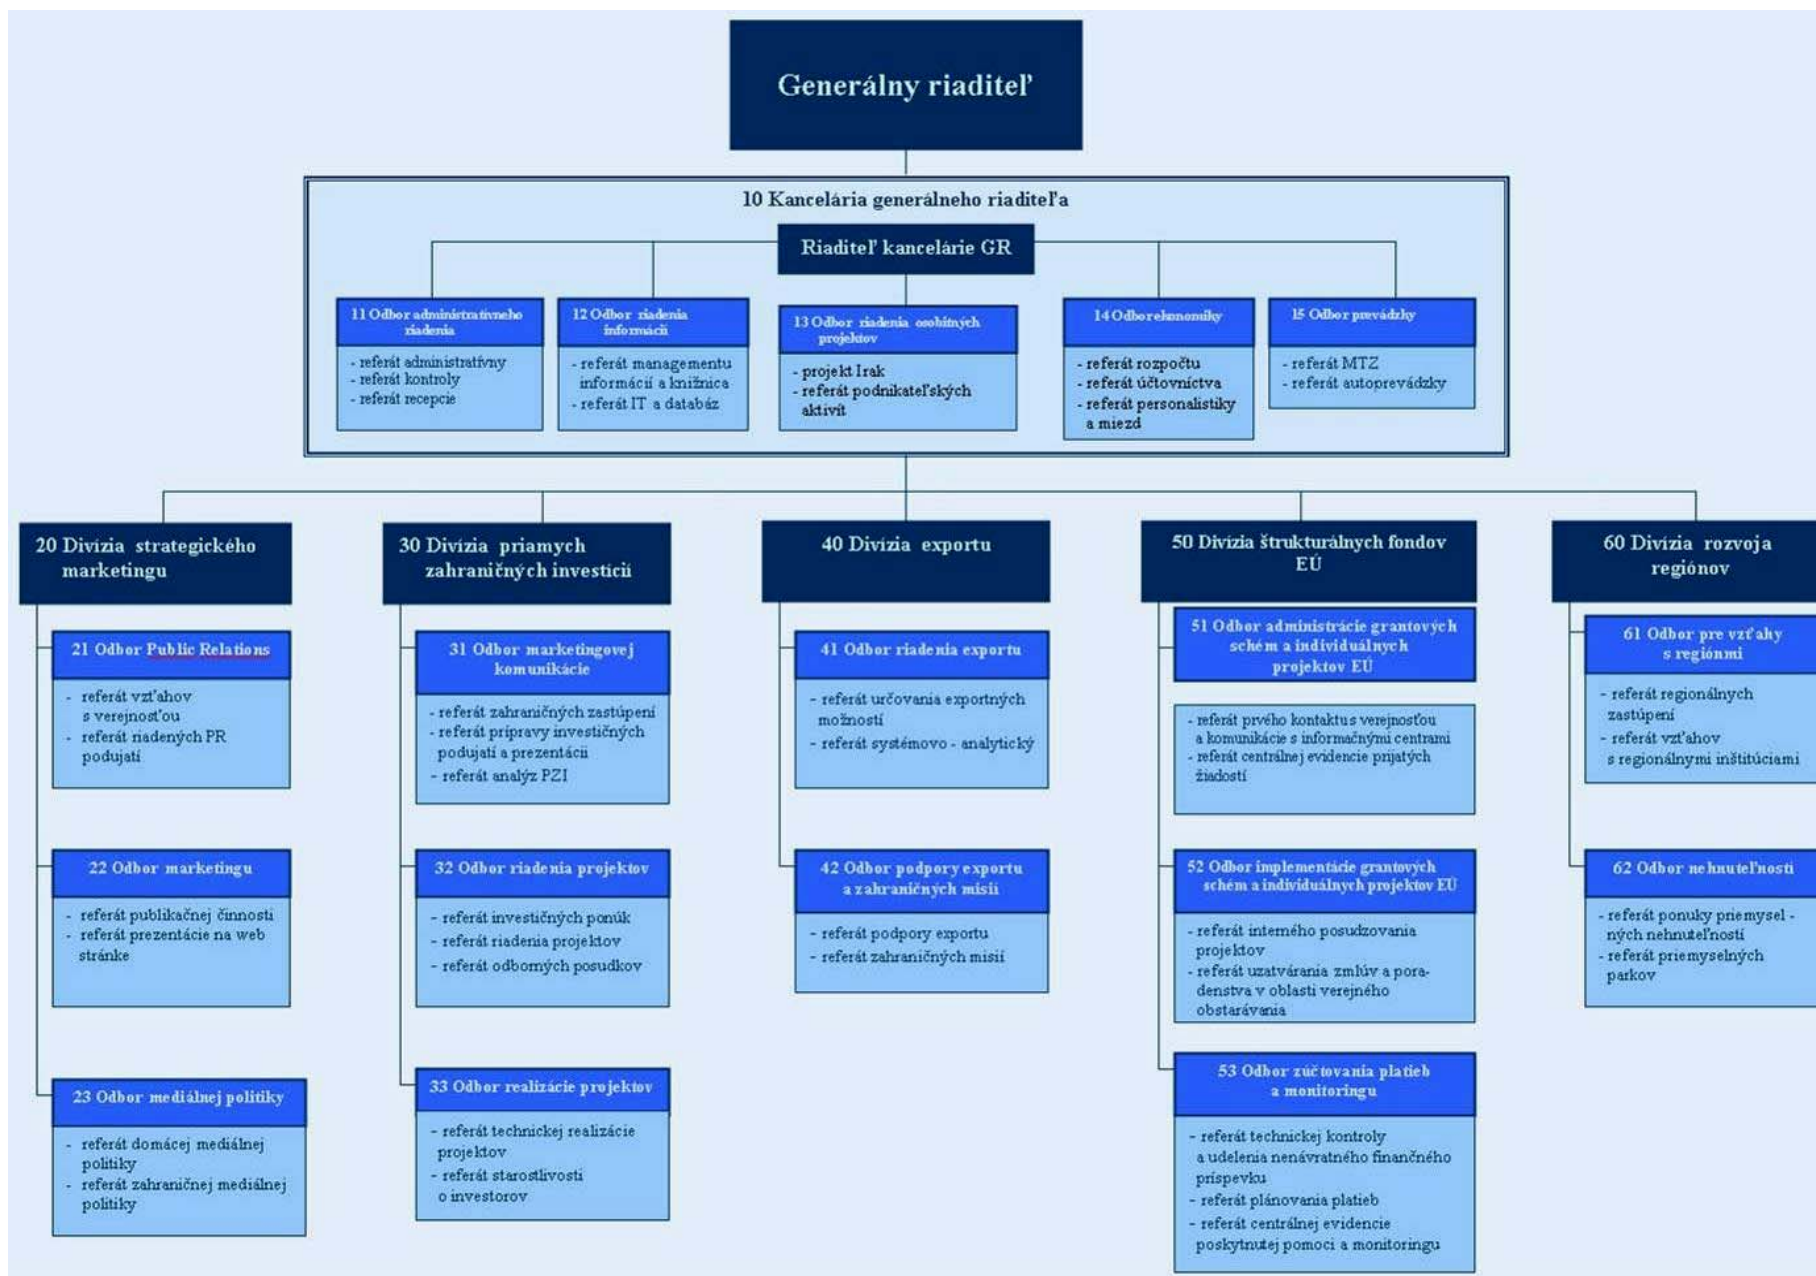 Generálny riaditeľ
10 Kancelária generálneho riaditeľa
Riaditeľ kancelárie GR
11 Odbor administratívneho
riadenia
- referát administratívny
- referát kontroly
- referát recepcie
12 Odbor riadenia
informácií
- referát managementu
informácií a knižnica
- referát IT a databáz
13 Odbor riadenia osobitných
projektov
- projekt Irak
- referát podnikateľských
aktivít
14 Odbor ekonomiky
- referát rozpočtu
- referát účtovníctva
- referát personalistiky
a miezd
15 Odbor prevádzky
- referát MTZ
- referát autoprevádzky
20 Divízia strategického
marketingu
21 Odbor Public Relations
- referát vzťahov
s verejnosťou
- referát riadených PR
podujatí
22 Odbor marketingu
- referát publikačnej činnosti
- referát prezentácie na web
stránke
23 Odbor mediálnej politiky
- referát domácej mediálnej
politiky
- referát zahraničnej mediálnej
politiky
30 Divízia priamych
zahraničných investícií
31 Odbor marketingovej
komunikácie
- referát zahraničných zastúpení
- referát prípravy investičných
podujatí a prezentácií
- referát analýz PZI
32 Odbor riadenia projektov
- referát investičných ponúk
- referát riadenia projektov
- referát odborných posudkov
33 Odbor realizácie projektov
- referát technickej realizácie
projektov
- referát starostlivosti
o investorov
40 Divízia exportu
41 Odbor riadenia exportu
- referát určovania exportných
možností
- referát systémovo - analytický
42 Odbor podpory exportu
a zahraničných misií
- referát podpory exportu
- referát zahraničných misií
50 Divízia štrukturálnych fondov
EÚ
51 Odbor administrácie grantových
schém a individuálnych
projektov EÚ
- referát prvého kontaktu s verejnosťou
a komunikácie s informačnými centrami
- referát centrálnej evidencie prijatých
žiadostí
52 Odbor implementácie grantových
schém a individuálnych projektov EÚ
- referát interného posudzovania
projektov
- referát uzatvárania zmlúv a pora-
denstva v oblasti verejného
obstarávania
53 Odbor zúčtovania platieb
a monitoringu
- referát technickej kontroly
a udelenia nenávratného finančného
príspevku
- referát plánovania platieb
- referát centrálnej evidencie
poskytnutej pomoci a monitoringu
60 Divízia rozvoja
regiónov
61 Odbor pre vzťahy
s regiónmi
- referát regionálnych
zastúpení
- referát vzťahov
s regionálnymi inštitúciami
62 Odbor nehnuteľností
- referát ponuky priemysel -
ných nehnuteľností
- referát priemyselných
parkov